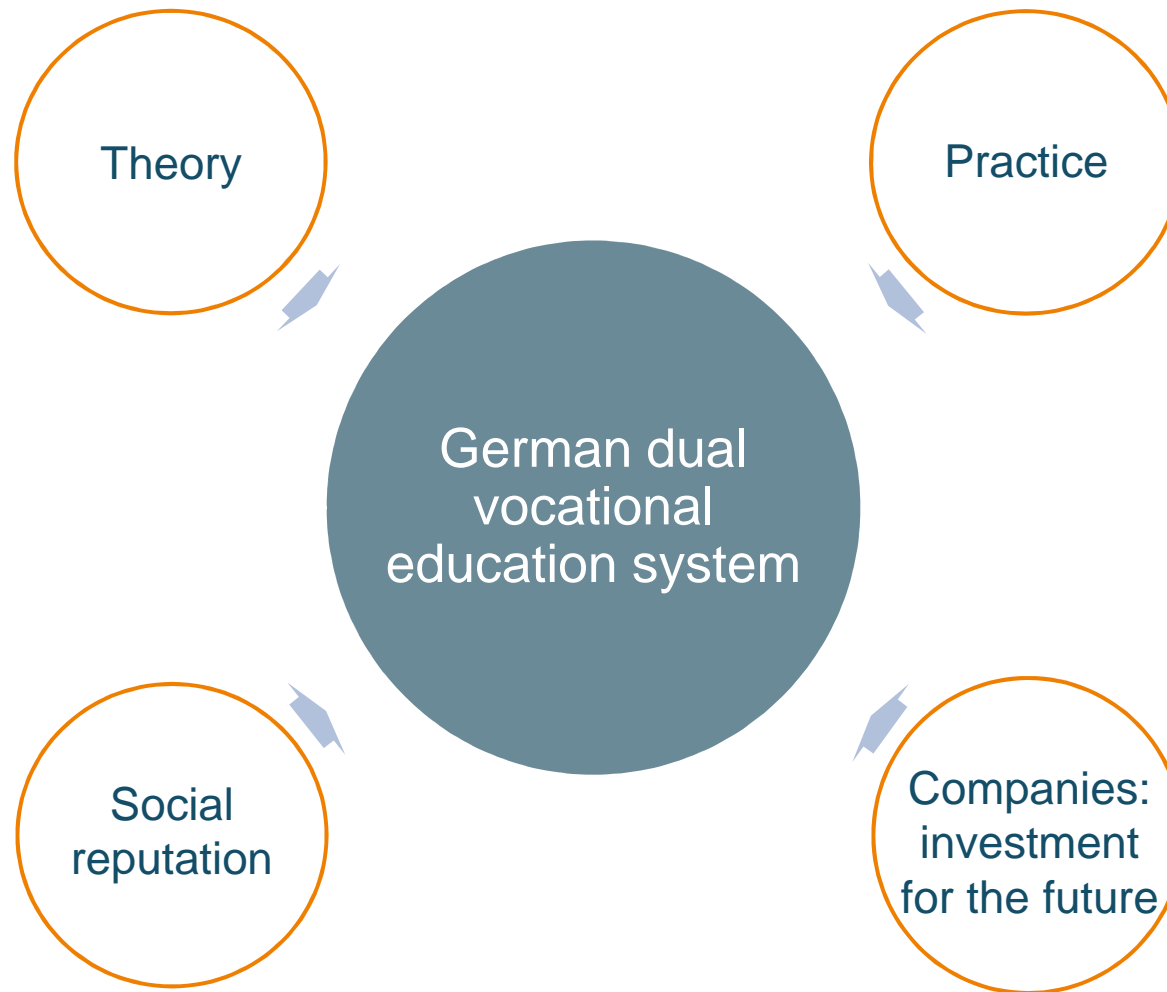 Theory
Practice
German dual
vocational
education system
Social
reputation
Companies:
investment
for the future